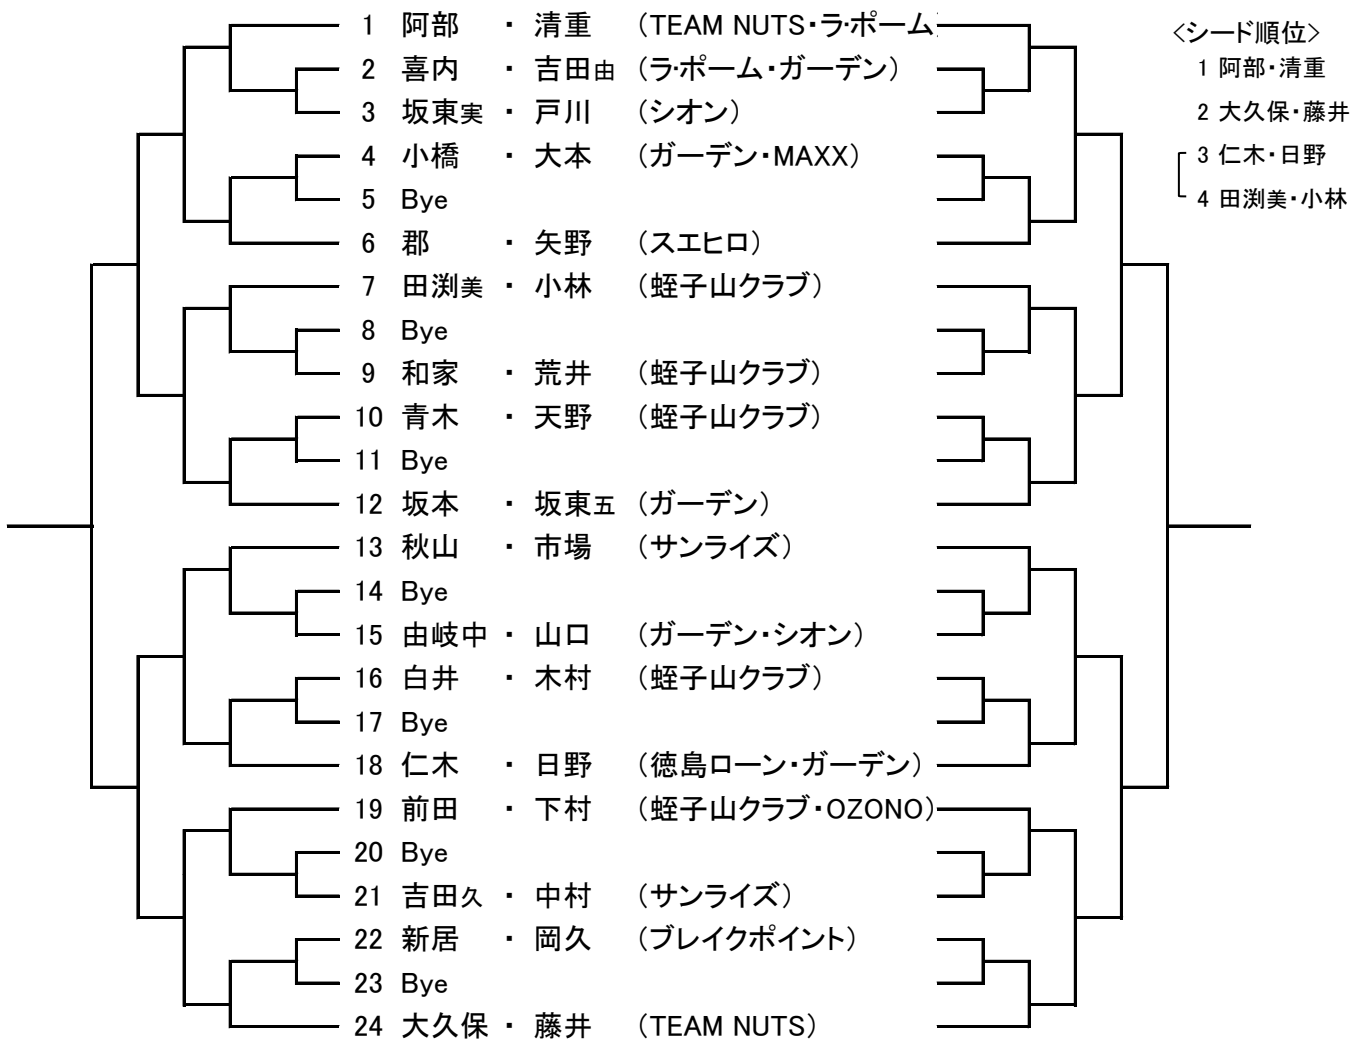 1 阿部 ・ 清重 (TEAM NUTS・ラ・ポーム)
2 喜内 ・ 吉田由 (ラ・ポーム・ガーデン)
3 坂東実 ・ 戸川 (シオン)
4 小橋 ・ 大本 (ガーデン・MAXX)
5 Bye
6 郡 ・ 矢野 (スエヒロ)
7 田渕美 ・ 小林 (蛭子山クラブ)
8 Bye
9 和家 ・ 荒井 (蛭子山クラブ)
10 青木 ・ 天野 (蛭子山クラブ)
11 Bye
12 坂本 ・ 坂東五 (ガーデン)
13 秋山 ・ 市場 (サンライズ)
14 Bye
15 由岐中 ・ 山口 (ガーデン・シオン)
16 白井 ・ 木村 (蛭子山クラブ)
17 Bye
18 仁木 ・ 日野 (徳島ローン・ガーデン)
19 前田 ・ 下村 (蛭子山クラブ・OZONO)
20 Bye
21 吉田久 ・ 中村 (サンライズ)
22 新居 ・ 岡久 (ブレイクポイント)
23 Bye
24 大久保 ・ 藤井 (TEAM NUTS)
<シード順位>
1 阿部・清重
2 大久保・藤井
3 仁木・日野
4 田渕美・小林